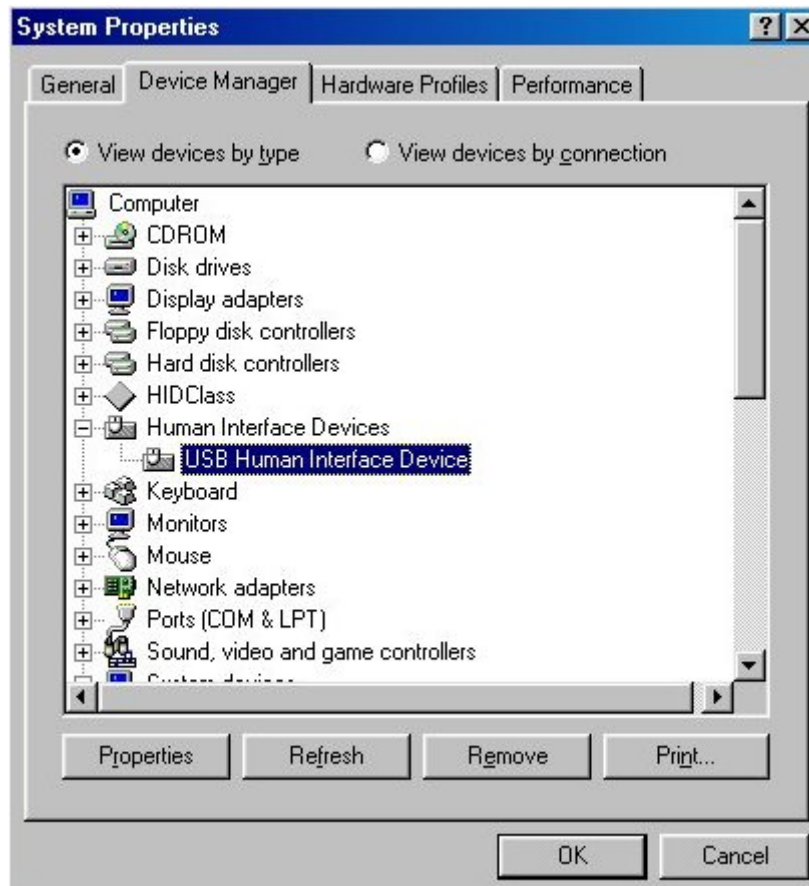 System Properties
General Device Manager Hardware Profiles Performance
View devices by type View devices by connection
Computer
CDROM
Disk drives
Display adapters
Floppy disk controllers
Hard disk controllers
HIDClass
Human Interface Devices
USB Human Interface Device
Keyboard
Monitors
Mouse
Network adapters
Ports (COM & LPT)
Sound, video and game controllers
System devices
Properties Refresh Remove Print...
OK Cancel